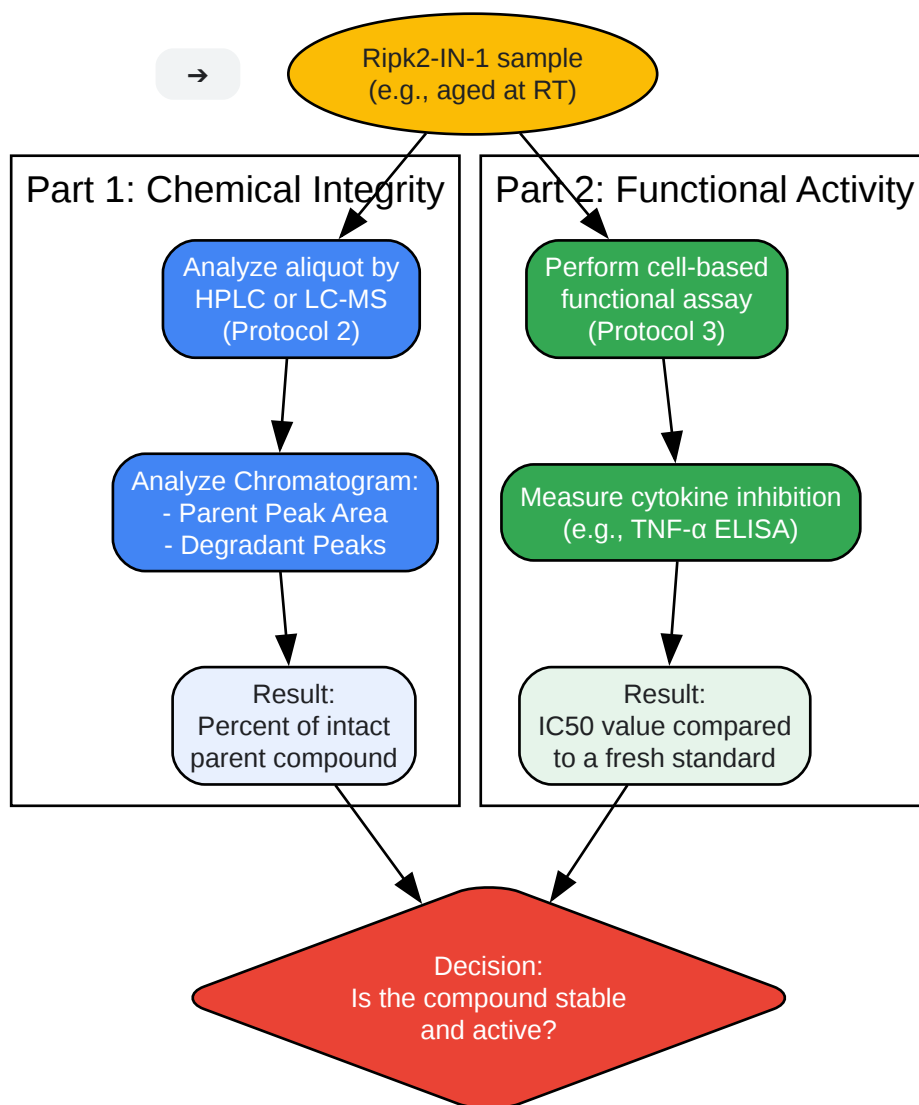 ➔
Ripk2-IN-1 sample
(e.g., aged at RT)
Part 1: Chemical Integrity
Analyze aliquot by
HPLC or LC-MS
(Protocol 2)
Analyze Chromatogram:
- Parent Peak Area
- Degradant Peaks
Result:
Percent of intact
parent compound
Part 2: Functional Activity
Perform cell-based
functional assay
(Protocol 3)
Measure cytokine inhibition
(e.g., TNF-α ELISA)
Result:
IC50 value compared
to a fresh standard
Decision:
Is the compound stable
and active?